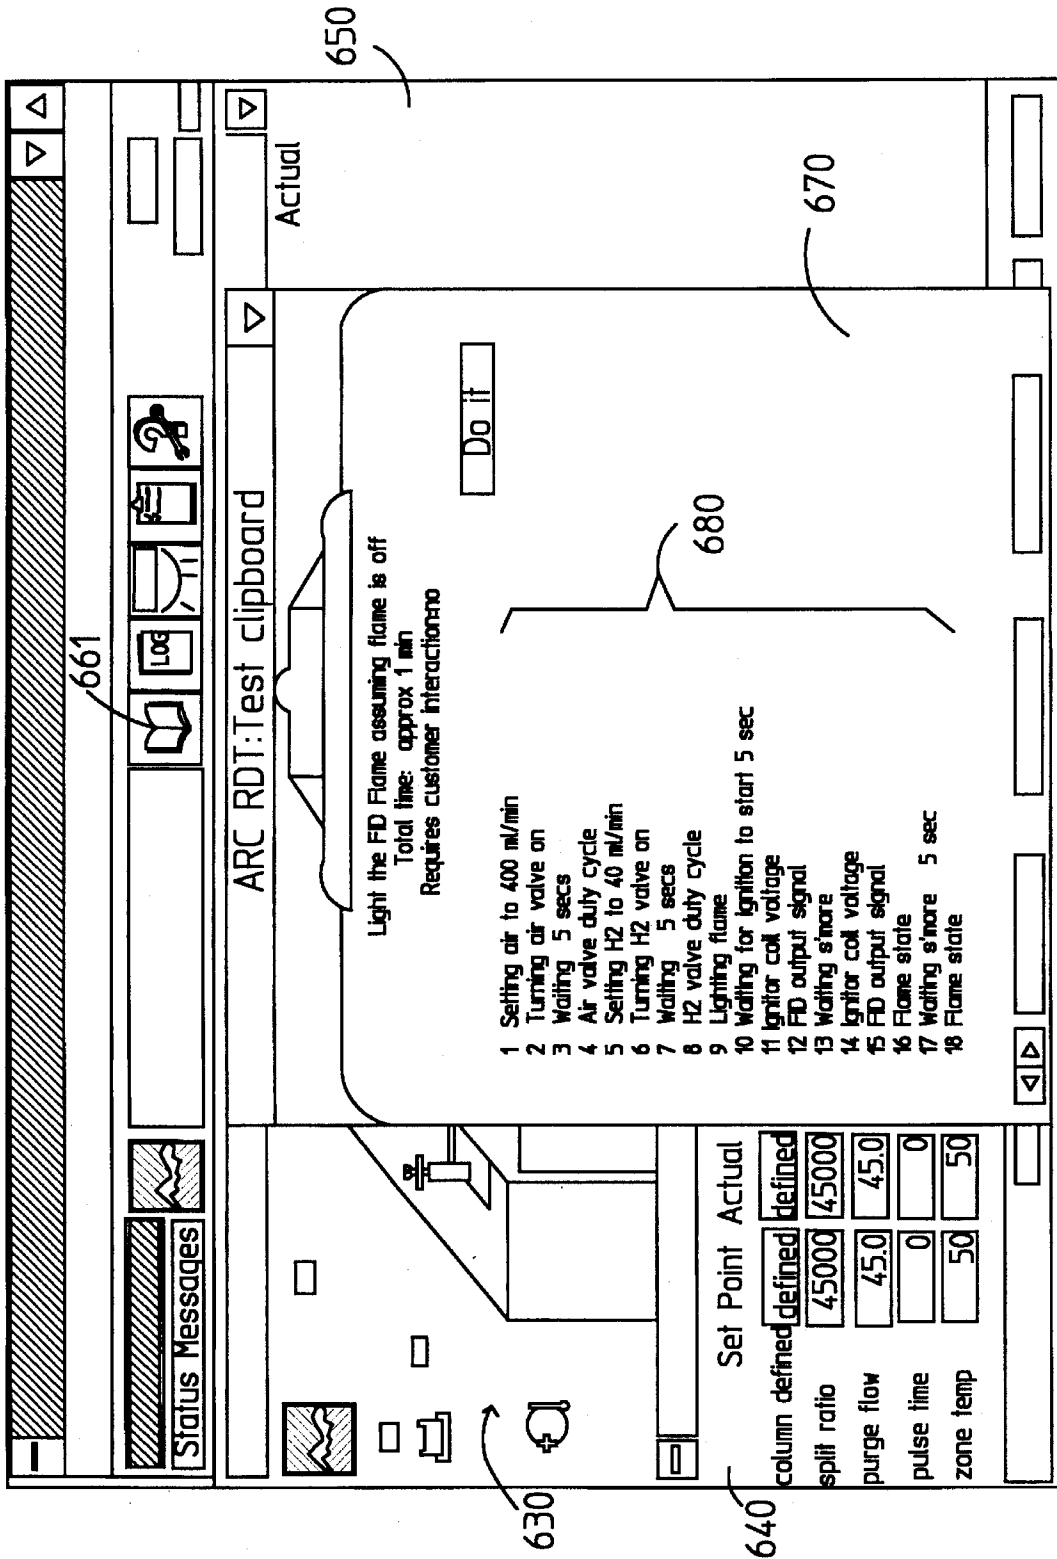 661
650
Status Messages
LOG
ARC RDT:Test clipboard
Actual
Light the FID Flame assuming flame is off
Total time: approx 1 min
Requires customer interaction:no
Do it
1 Setting air to 400 ml/min
2 Turning air valve on
3 Waiting 5 secs
4 Air valve duty cycle
5 Setting H2 to 40 ml/min
6 Turning H2 valve on
7 Waiting 5 secs
8 H2 valve duty cycle
9 Lighting flame
10 Waiting for ignition to start 5 sec
11 Ignitor coil voltage
12 FID output signal
13 Waiting s'more
14 Ignitor coil voltage
15 FID output signal
16 Flame state
17 Waiting s'more 5 sec
18 Flame state
680
670
630
640
Set Point Actual
column defined defined defined
split ratio 45000 45000
purge flow 45.0 45.0
pulse time 0 0
zone temp 50 50